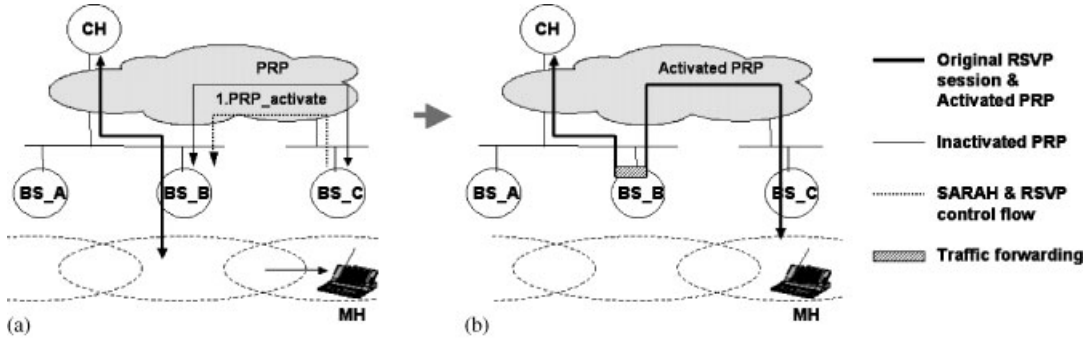 CH
PRP
1.PRP_activate
BS_A
BS_B
BS_C
MH
(a)
CH
Activated PRP
BS_A
BS_B
BS_C
MH
(b)
Original RSVP
session &
Activated PRP
Inactivated PRP
SARAH & RSVP
control flow
Traffic forwarding